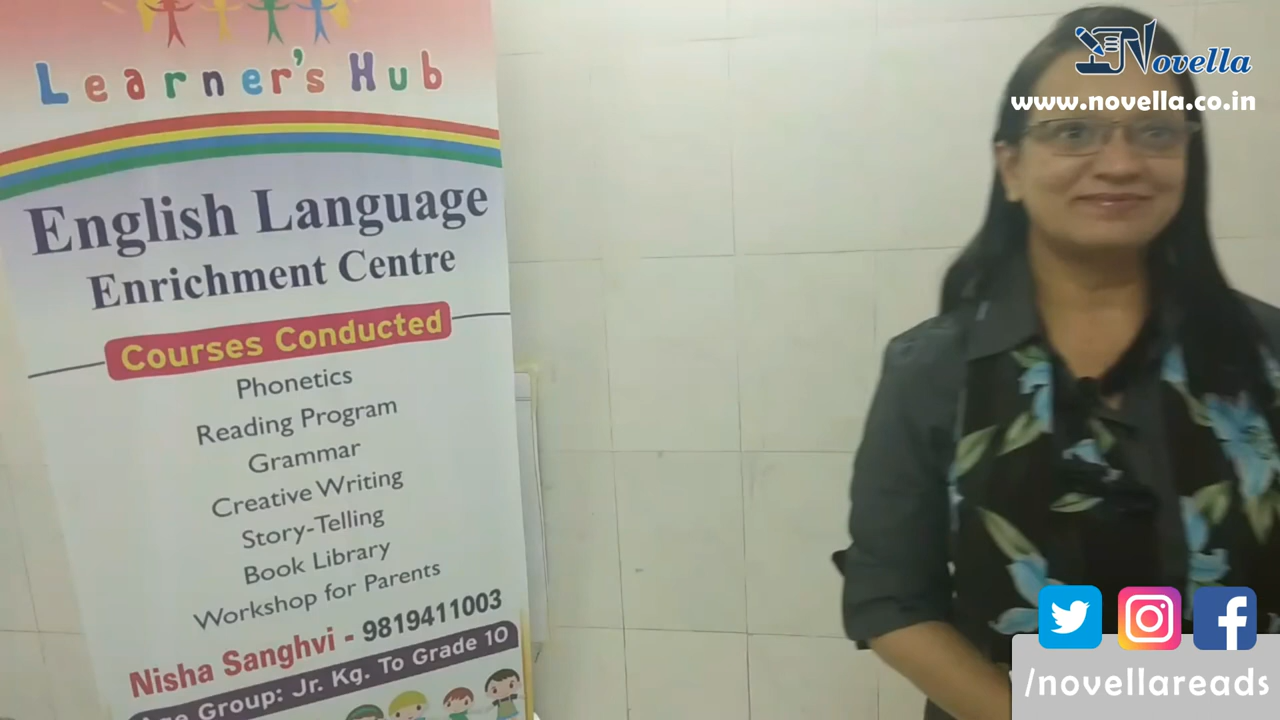 Learner's Hub
English Language
Enrichment Centre
Courses Conducted
Phonetics
Reading Program
Grammar
Creative Writing
Story-Telling
Book Library
Workshop for Parents
Nisha Sanghvi - 9819411003
Age Group: Jr. Kg. To Grade 10
Novella
www.novella.co.in
/novellareads